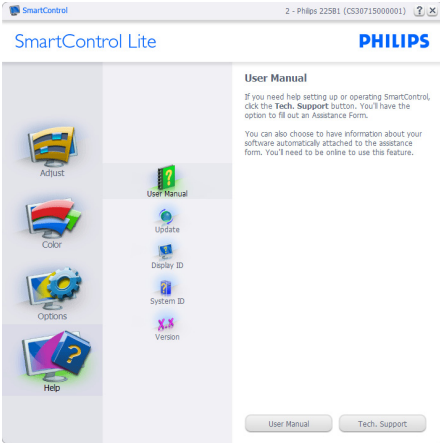 SmartControl
2 - Philips 225B1 (CS30715000001)
? X
SmartControl Lite
PHILIPS
Adjust
Color
Options
Help
User Manual
Update
Display ID
System ID
X.X
Version
User Manual
If you need help setting up or operating SmartControl,
click the Tech. Support button. You'll have the
option to fill out an Assistance Form.
You can also choose to have information about your
software automatically attached to the assistance
form. You'll need to be online to use this feature.
User Manual
Tech. Support